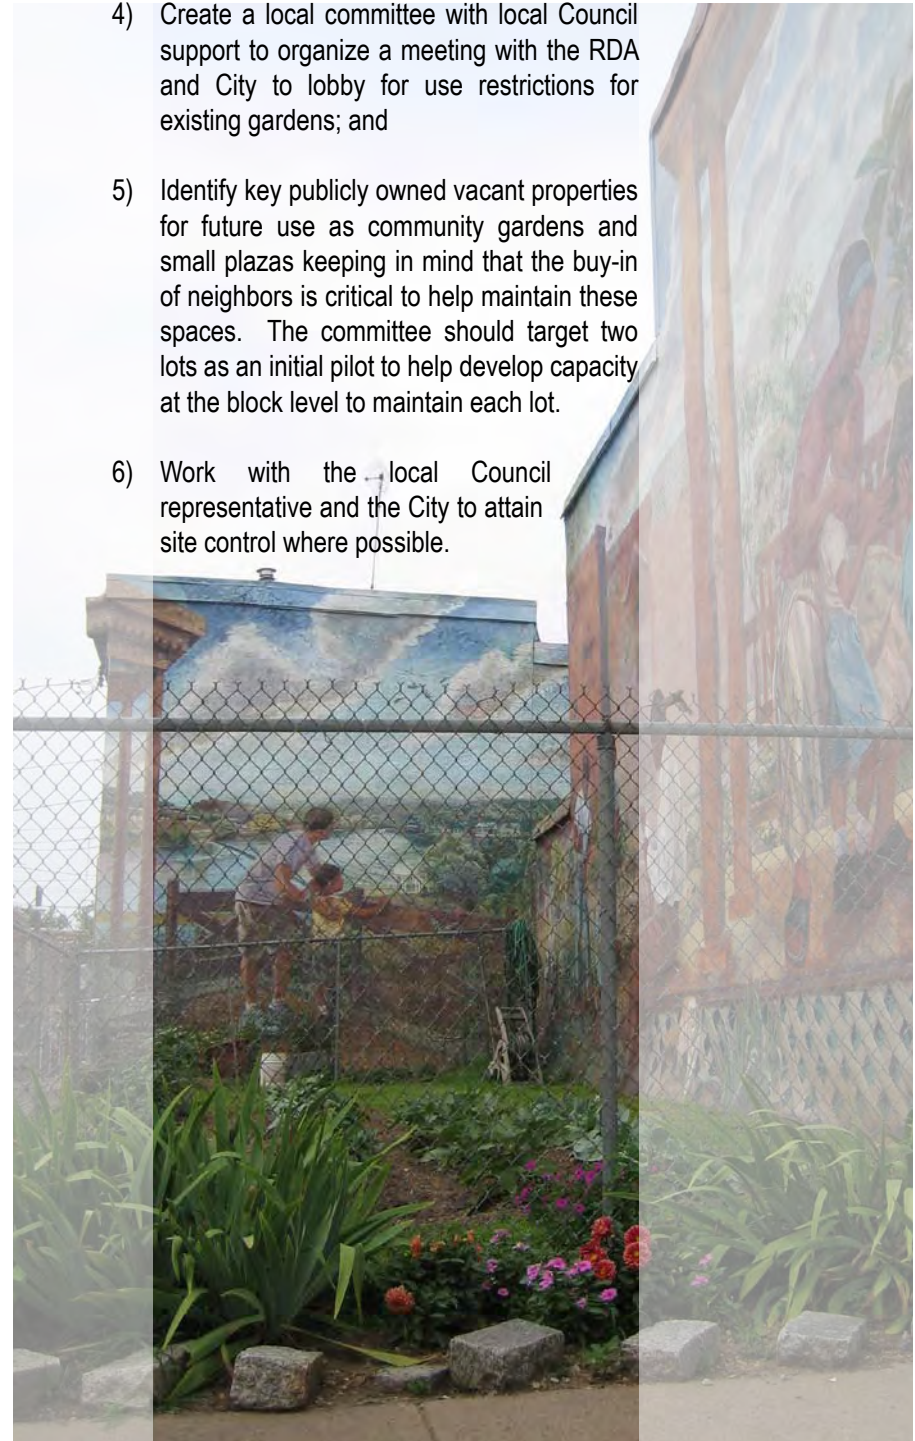 4) Create a local committee with local Council
support to organize a meeting with the RDA
and City to lobby for use restrictions for
existing gardens; and
5) Identify key publicly owned vacant properties
for future use as community gardens and
small plazas keeping in mind that the buy-in
of neighbors is critical to help maintain these
spaces. The committee should target two
lots as an initial pilot to help develop capacity
at the block level to maintain each lot.
6) Work with the local Council
representative and the City to attain
site control where possible.